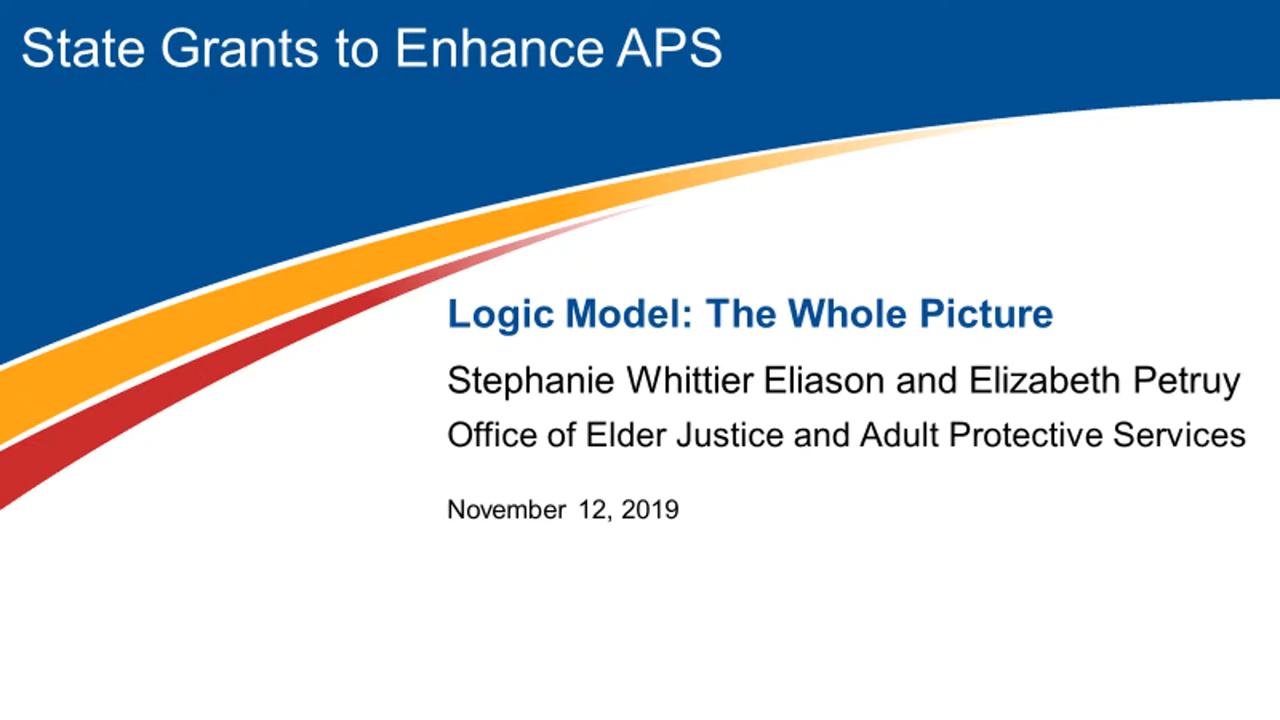 State Grants to Enhance APS
Logic Model: The Whole Picture
Stephanie Whittier Eliason and Elizabeth Petruy
Office of Elder Justice and Adult Protective Services
November 12, 2019